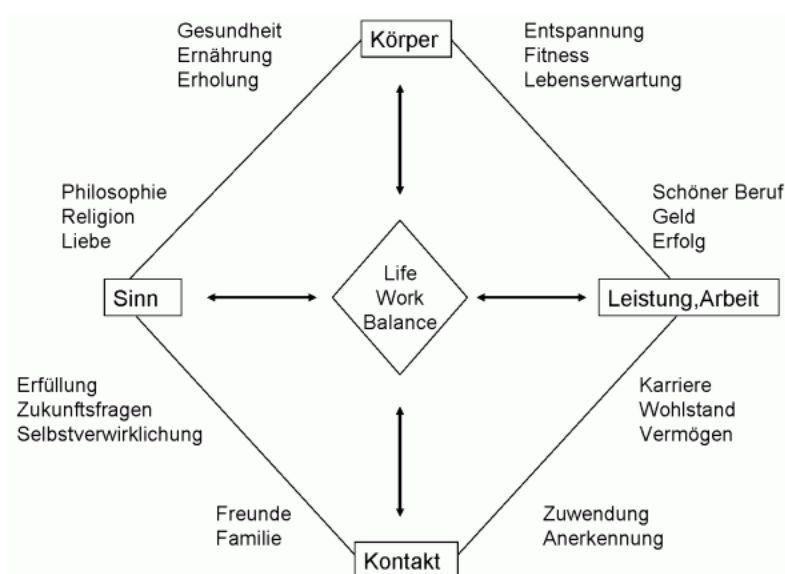 Gesundheit
Ernährung
Erholung
Körper
Entspannung
Fitness
Lebenserwartung
Philosophie
Religion
Liebe
Schöner Beruf
Geld
Erfolg
Sinn
Life
Work
Balance
Leistung,Arbeit
Erfüllung
Zukunftsfragen
Selbstverwirklichung
Karriere
Wohlstand
Vermögen
Freunde
Familie
Kontakt
Zuwendung
Anerkennung